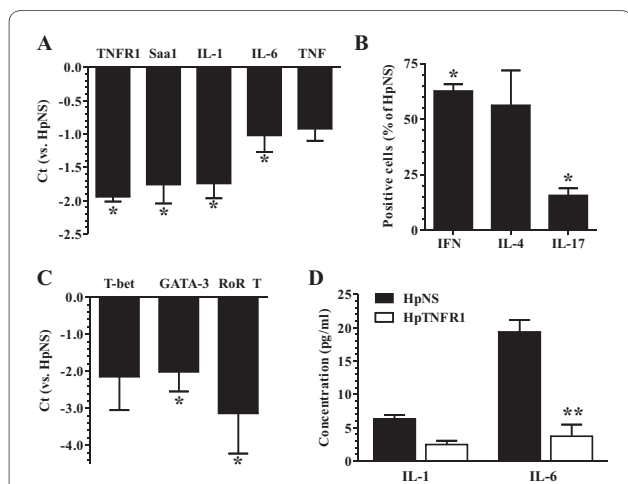 A
TNFR1 Saa1 IL-1 IL-6 TNF
0.0
-0.5
-1.0
-1.5
-2.0
-2.5
Ct (vs. HpNS)
* * * *
B
75
50
25
0
Positive cells (% of HpNS)
* *
IFN IL-4 IL-17
C
T-bet GATA-3 RoR T
0.0
-1.0
-2.0
-3.0
-4.0
Ct (vs. HpNS)
* *
D
HpNS
HpTNFR1
25
20
15
10
5
0
Concentration (pg/ml)
**
IL-1 IL-6